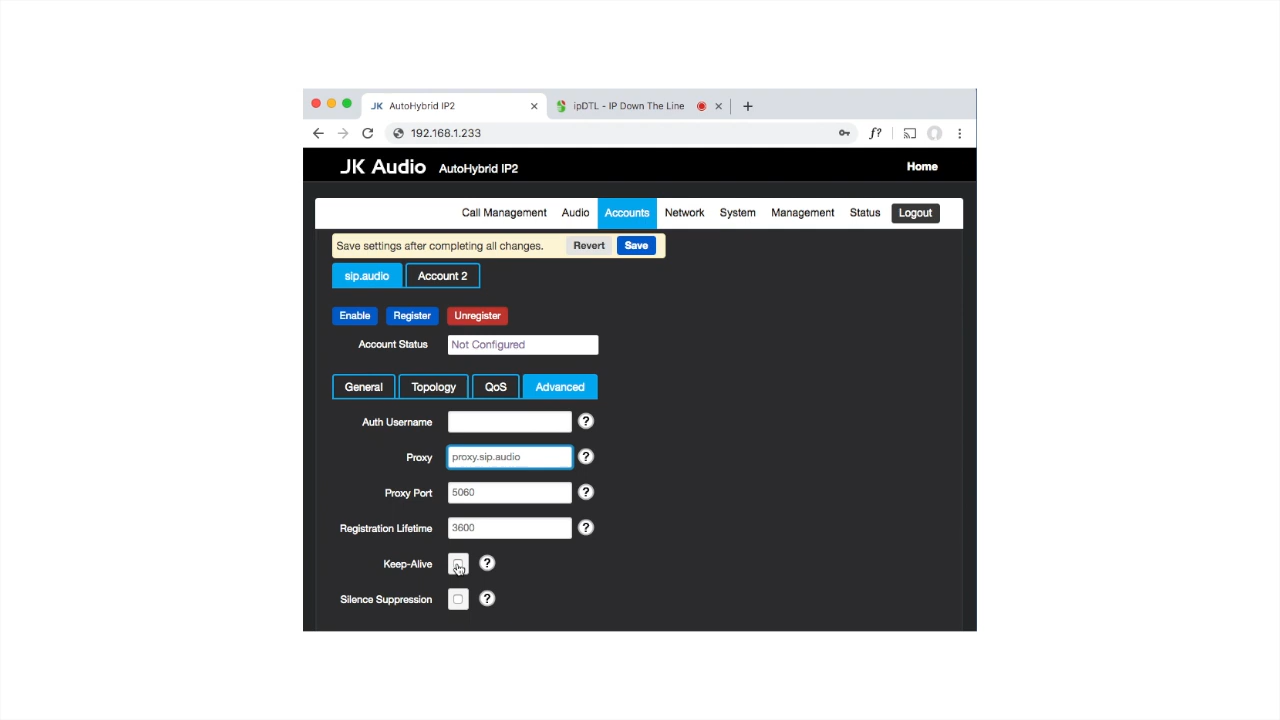 JK AutoHybrid IP2
ipDTL - IP Down The Line
192.168.1.233
f?
JK Audio AutoHybrid IP2 Home
Call Management Audio Accounts Network System Management Status Logout
Save settings after completing all changes. Revert Save
sip.audio Account 2
Enable Register Unregister
Account Status Not Configured
General Topology QoS Advanced
Auth Username ?
Proxy proxy.sip.audio ?
Proxy Port 5060 ?
Registration Lifetime 3600 ?
Keep-Alive ?
Silence Suppression ?